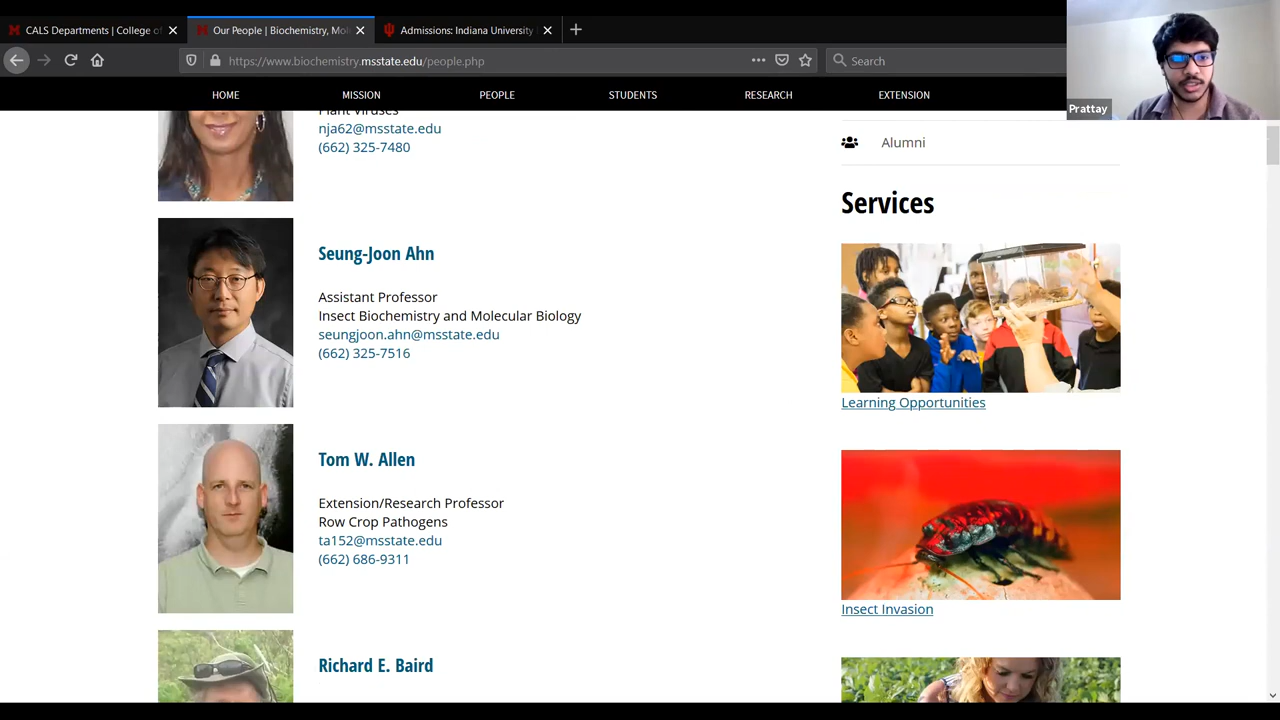 CALS Departments | College of
Our People | Biochemistry, Mol
Admissions: Indiana University
https://www.biochemistry.msstate.edu/people.php
Search
Prattay
HOME
MISSION
PEOPLE
STUDENTS
RESEARCH
EXTENSION
Plant Viruses
nja62@msstate.edu
(662) 325-7480
Seung-Joon Ahn
Assistant Professor
Insect Biochemistry and Molecular Biology
seungjoon.ahn@msstate.edu
(662) 325-7516
Tom W. Allen
Extension/Research Professor
Row Crop Pathogens
ta152@msstate.edu
(662) 686-9311
Richard E. Baird
Alumni
Services
Learning Opportunities
Insect Invasion